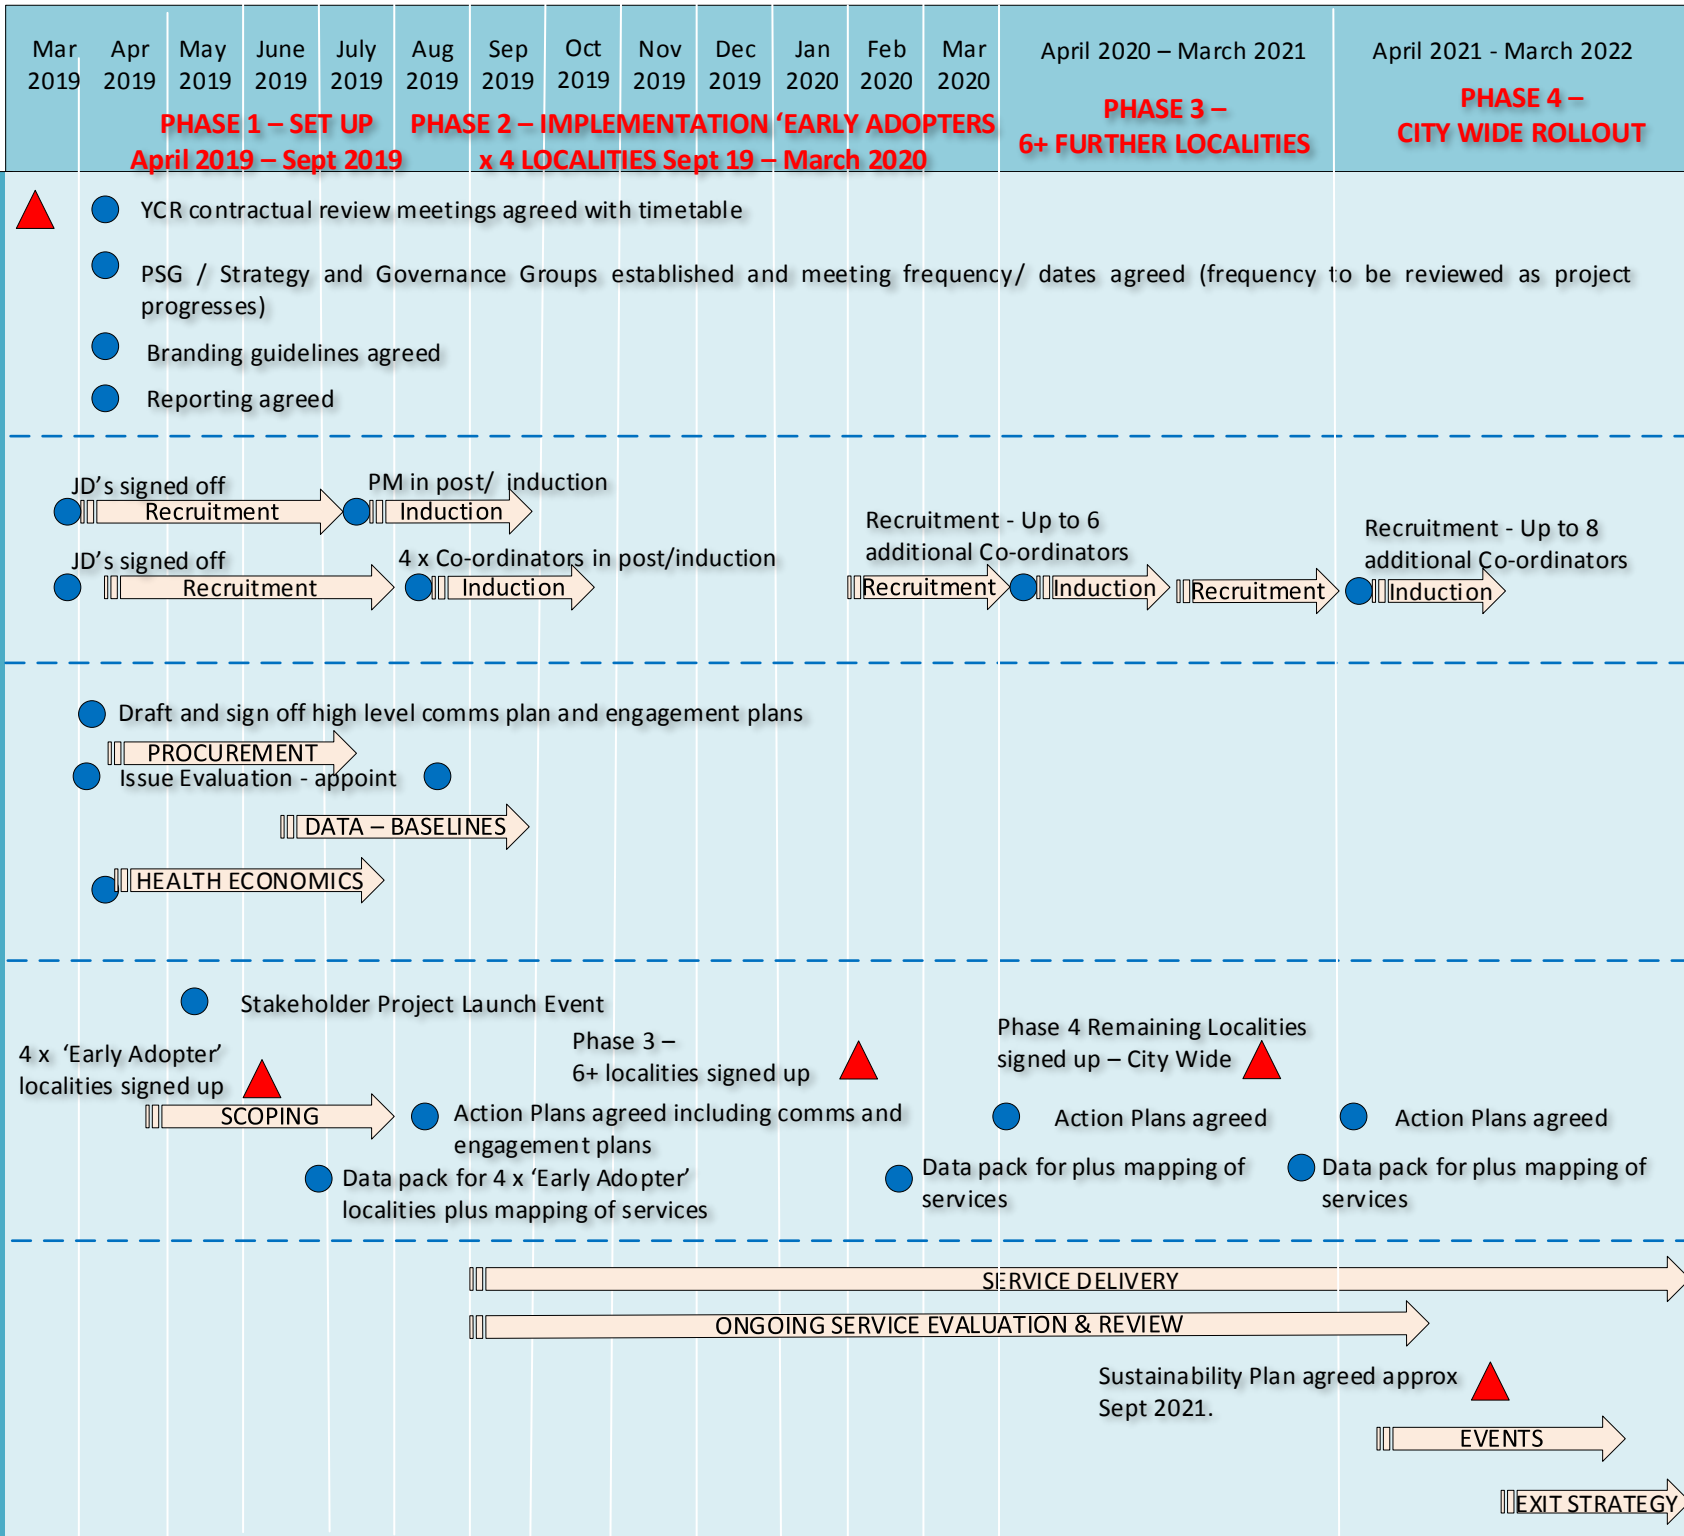 Mar Apr May June July Aug Sep Oct Nov Dec Jan Feb Mar April 2020 – March 2021 April 2021 - March 2022
2019 2019 2019 2019 2019 2019 2019 2019 2019 2019 2020 2020 2020
PHASE 1 – SET UP
April 2019 – Sept 2019
PHASE 2 – IMPLEMENTATION ‘EARLY ADOPTERS
x 4 LOCALITIES Sept 19 – March 2020
PHASE 3 –
6+ FURTHER LOCALITIES
PHASE 4 –
CITY WIDE ROLLOUT
YCR contractual review meetings agreed with timetable
PSG / Strategy and Governance Groups established and meeting frequency/ dates agreed (frequency to be reviewed as project
progresses)
Branding guidelines agreed
Reporting agreed
JD’s signed off
Recruitment
PM in post/ induction
Induction
JD’s signed off
Recruitment
4 x Co-ordinators in post/induction
Induction
Recruitment - Up to 6
additional Co-ordinators
Recruitment
Induction
Recruitment
Recruitment - Up to 8
additional Co-ordinators
Induction
Draft and sign off high level comms plan and engagement plans
PROCUREMENT
Issue Evaluation - appoint
DATA – BASELINES
HEALTH ECONOMICS
Stakeholder Project Launch Event
4 x ‘Early Adopter’
localities signed up
SCOPING
Phase 3 –
6+ localities signed up
Phase 4 Remaining Localities
signed up – City Wide
Action Plans agreed including comms and
engagement plans
Action Plans agreed
Action Plans agreed
Data pack for 4 x ‘Early Adopter’
localities plus mapping of services
Data pack for plus mapping of
services
Data pack for plus mapping of
services
SERVICE DELIVERY
ONGOING SERVICE EVALUATION & REVIEW
Sustainability Plan agreed approx
Sept 2021.
EVENTS
EXIT STRATEGY